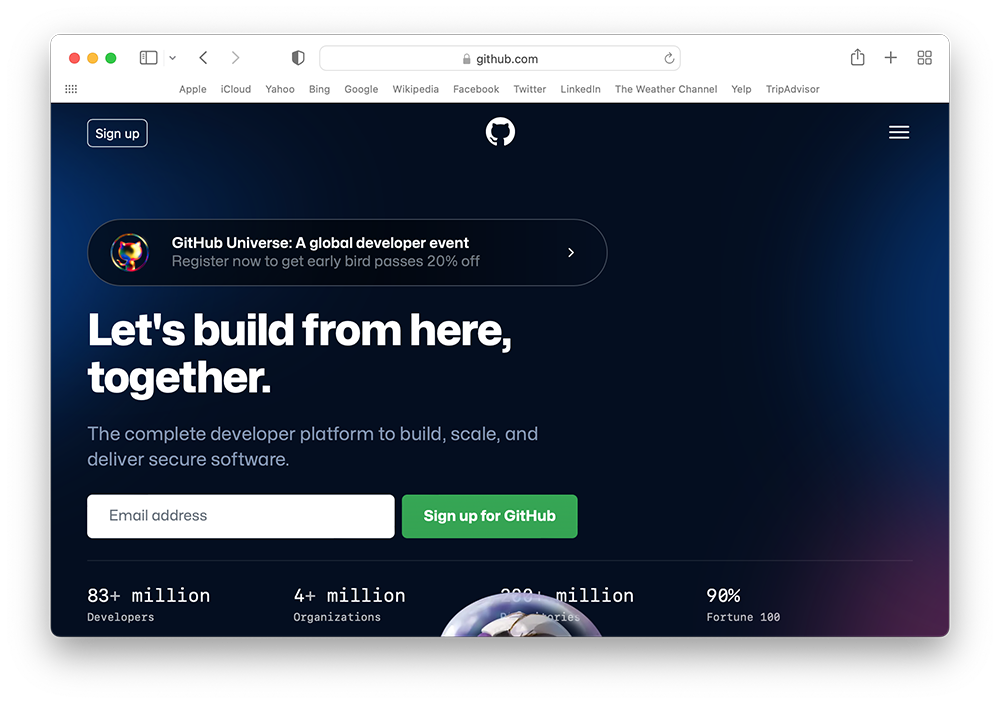 github.com
Apple iCloud Yahoo Bing Google Wikipedia Facebook Twitter LinkedIn The Weather Channel Yelp TripAdvisor
Sign up
GitHub Universe: A global developer event
Register now to get early bird passes 20% off
Let's build from here,
together.
The complete developer platform to build, scale, and
deliver secure software.
Email address Sign up for GitHub
83+ million 4+ million million 90%
Developers Organizations Fortune 100